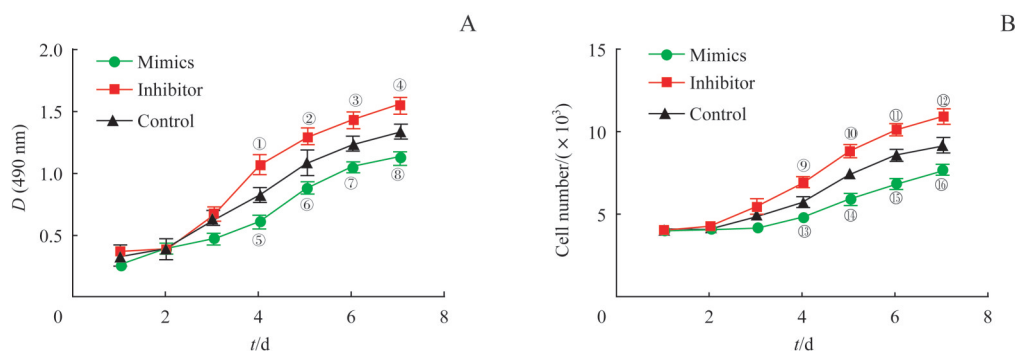 A
2.0
1.5
1.0
0.5
0
2
4
6
8
D (490 nm)
t/d
Mimics
Inhibitor
Control
①
②
③
④
⑤
⑥
⑦
⑧
B
15
10
5
0
2
4
6
8
Cell number/(×10³)
t/d
Mimics
Inhibitor
Control
⑨
⑩
⑪
⑫
⑬
⑭
⑮
⑯